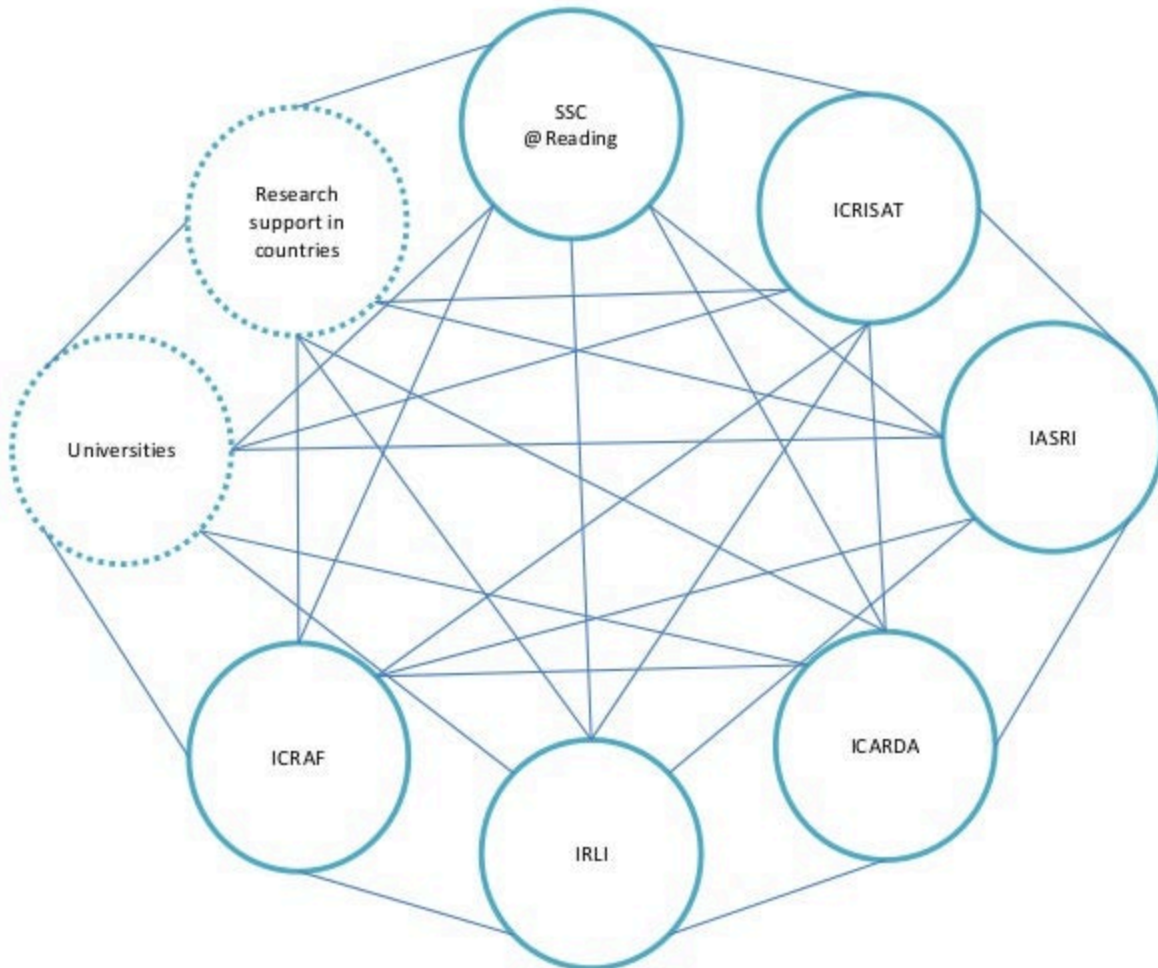 SSC
@ Reading
Research
support in
countries
ICRISAT
Universities
IASRI
ICRAF
ICARDA
IRLI